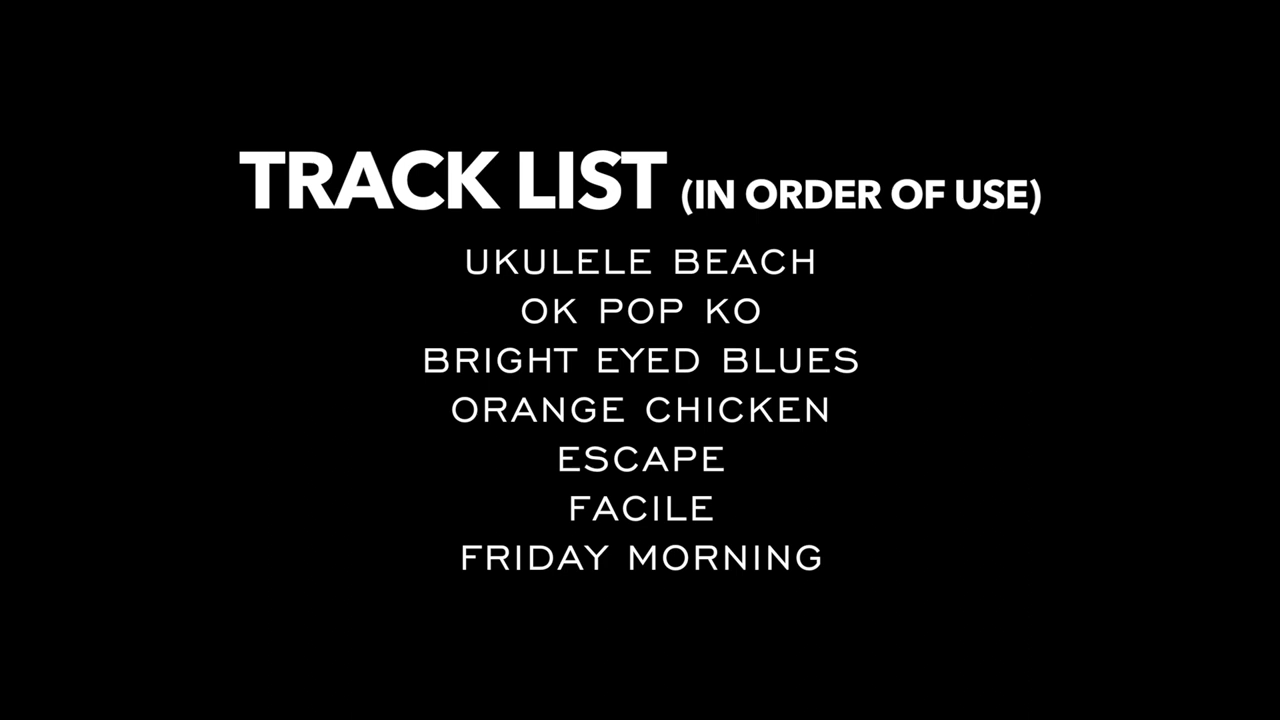 TRACK LIST (IN ORDER OF USE)
UKULELE BEACH
OK POP KO
BRIGHT EYED BLUES
ORANGE CHICKEN
ESCAPE
FACILE
FRIDAY MORNING